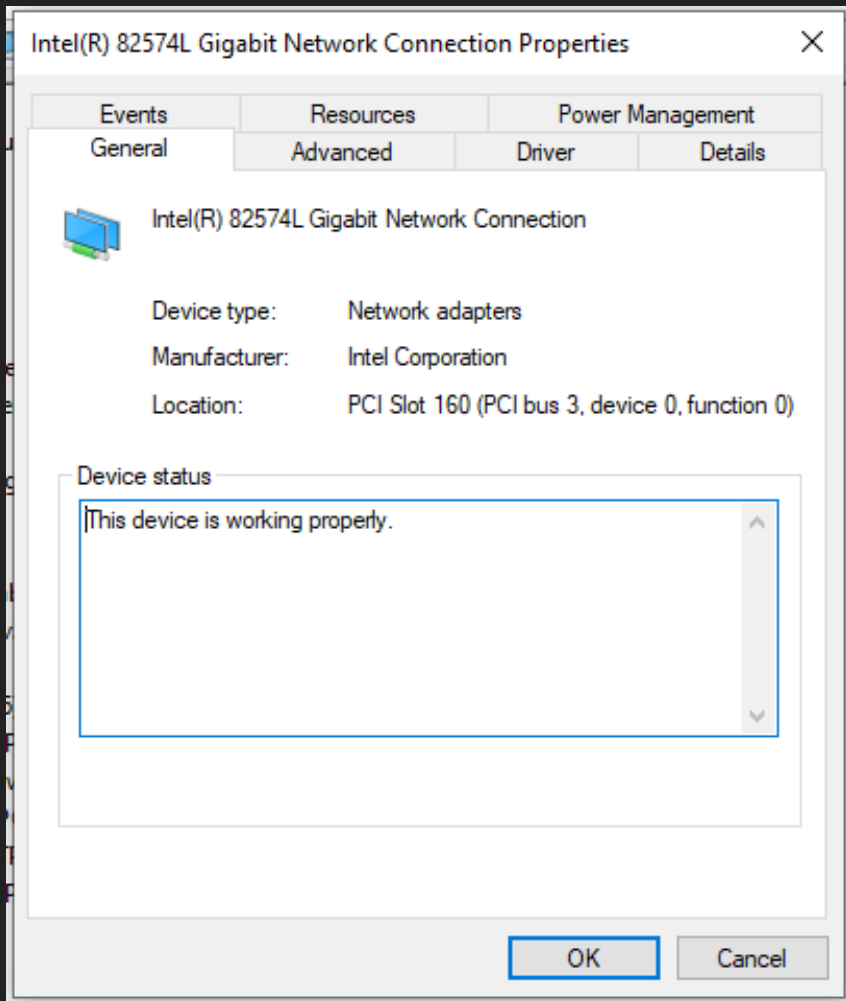 Intel(R) 82574L Gigabit Network Connection Properties
Events Resources Power Management
General Advanced Driver Details
Intel(R) 82574L Gigabit Network Connection
Device type: Network adapters
Manufacturer: Intel Corporation
Location: PCI Slot 160 (PCI bus 3, device 0, function 0)
Device status
This device is working properly.
OK Cancel